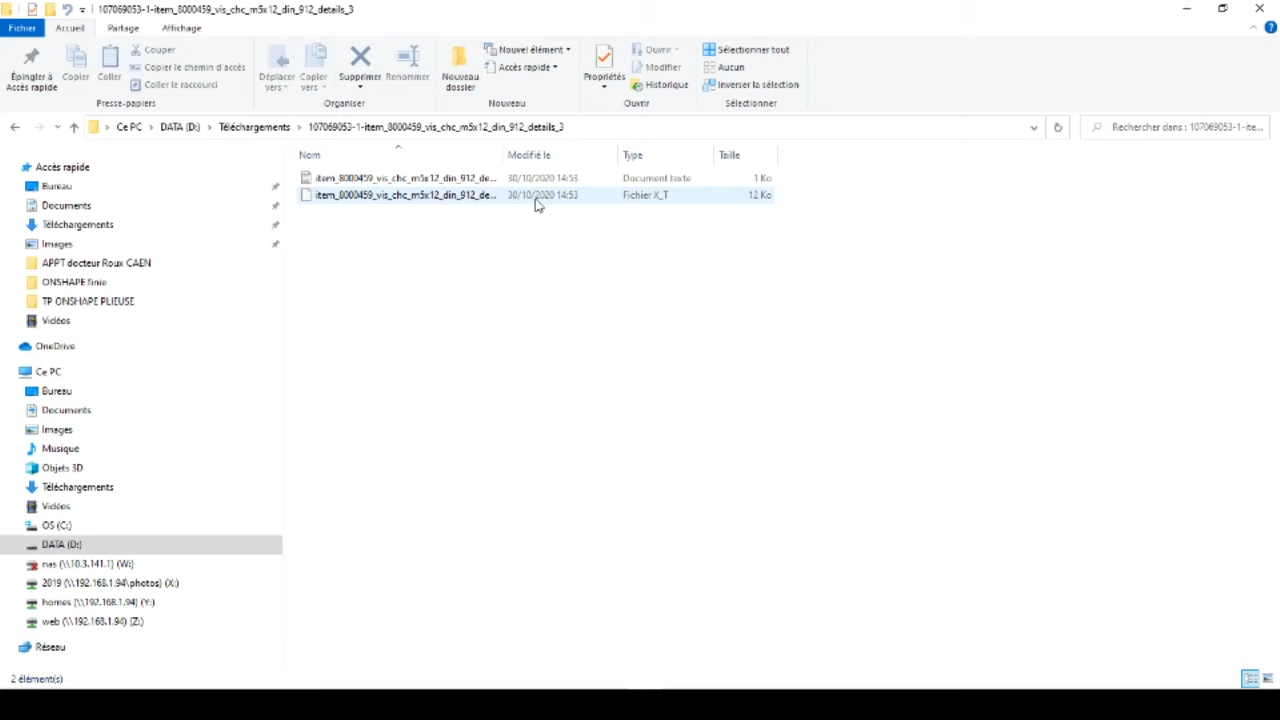 107069053-1-item_8000459_vis_chc_m5x12_din_912_details_3
Fichier Accueil Partage Affichage
Épingler à Accès rapide
Copier
Coller
Couper
Copier le chemin d'accès
Coller le raccourci
Presse-papiers
Déplacer vers
Copier vers
Supprimer
Renommer
Organiser
Nouveau dossier
Nouvel élément
Accès rapide
Nouveau
Propriétés
Ouvrir
Modifier
Historique
Ouvrir
Sélectionner tout
Aucun
Inverser la sélection
Sélectionner
Ce PC > DATA (D:) > Téléchargements > 107069053-1-item_8000459_vis_chc_m5x12_din_912_details_3
Rechercher dans : 107069053-1-ite...
Nom Modifié le Type Taille
item_8000459_vis_chc_m5x12_din_912_de... 30/10/2020 14:53 Document texte 1 Ko
item_8000459_vis_chc_m5x12_din_912_de... 30/10/2020 14:53 Fichier X_T 12 Ko
Accès rapide
Bureau
Documents
Téléchargements
Images
APPT docteur Roux CAEN
ONSHAPE finie
TP ONSHAPE PLIEUSE
Vidéos
OneDrive
Ce PC
Bureau
Documents
Images
Musique
Objets 3D
Téléchargements
Vidéos
OS (C:)
DATA (D:)
nas (\\10.3.141.1) (W:)
2019 (\\192.168.1.94\photos) (X:)
homes (\\192.168.1.94) (Y:)
web (\\192.168.1.94) (Z:)
Réseau
2 élément(s)